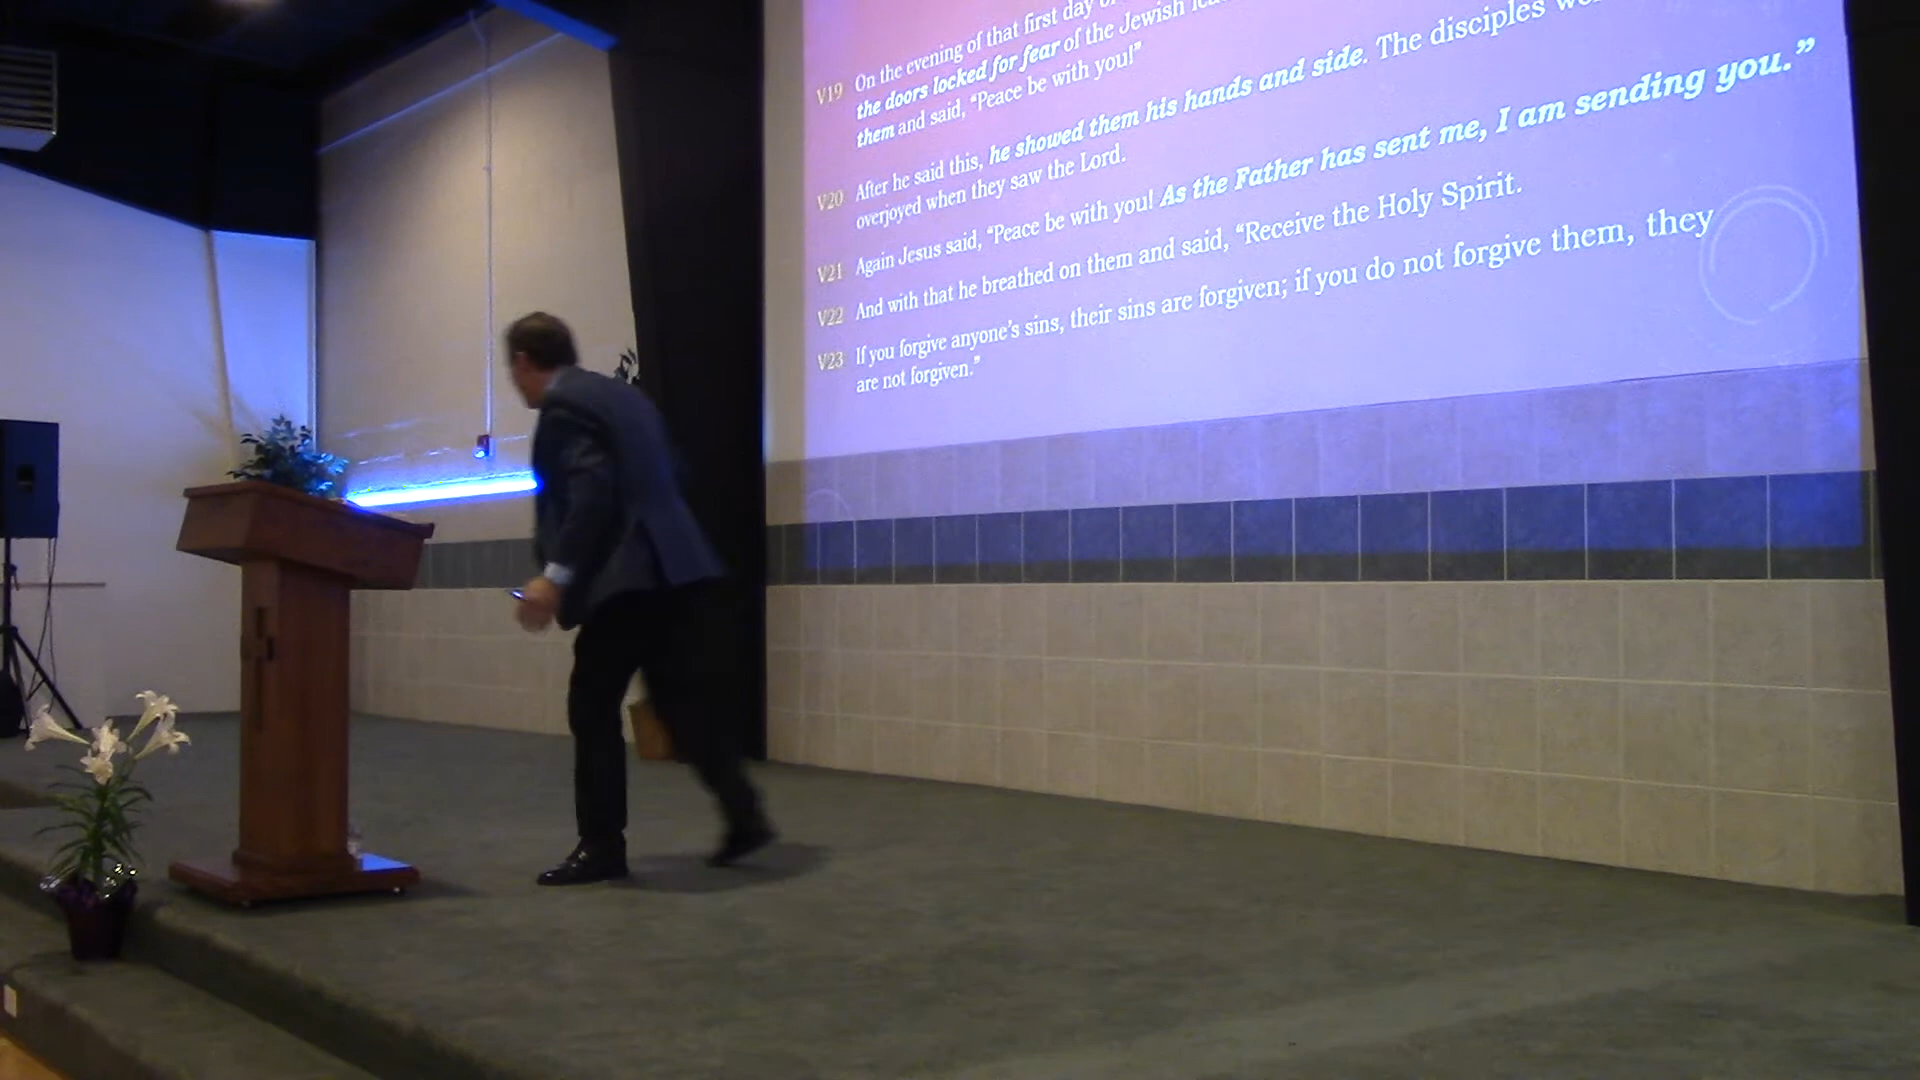 V19 On the evening of that first day
the doors locked for fear of the Jewish
them and said, “Peace be with you!”
V20 After he said this, he showed them his hands and side. The disciples
overjoyed when they saw the Lord.
V21 Again Jesus said, “Peace be with you! As the Father has sent me, I am sending you.”
V22 And with that he breathed on them and said, “Receive the Holy Spirit.
V23 If you forgive anyone’s sins, their sins are forgiven; if you do not forgive them, they
are not forgiven.”